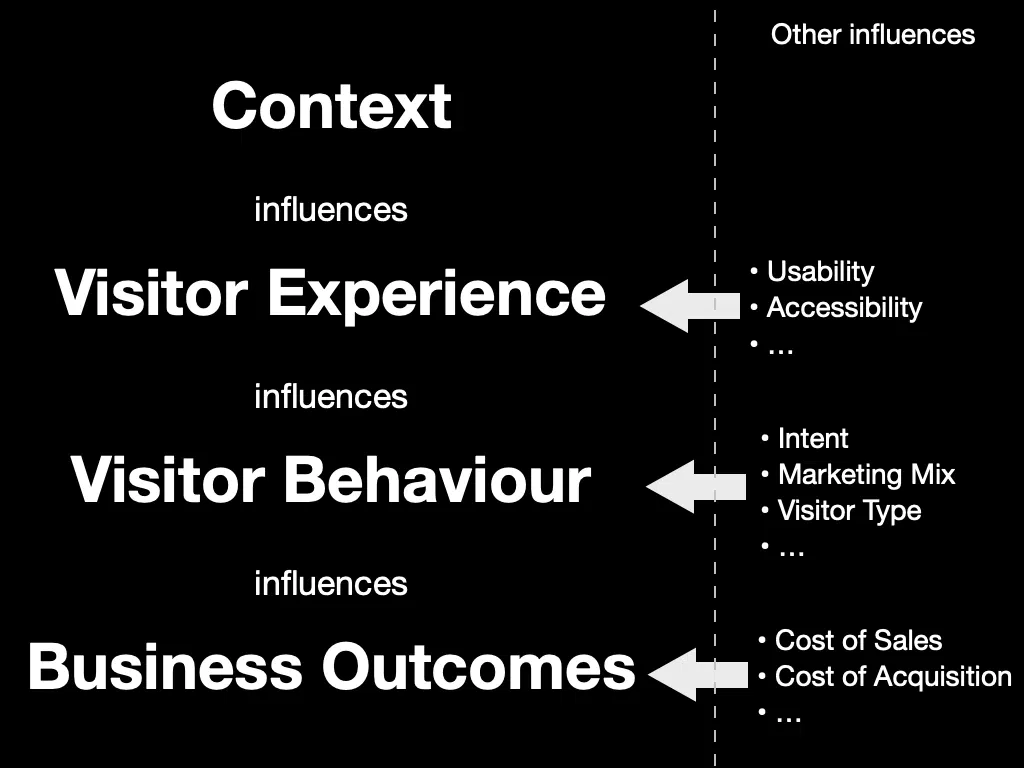 Other influences
Context
influences
Visitor Experience
• Usability
• Accessibility
• …
influences
Visitor Behaviour
• Intent
• Marketing Mix
• Visitor Type
• …
influences
Business Outcomes
• Cost of Sales
• Cost of Acquisition
• …